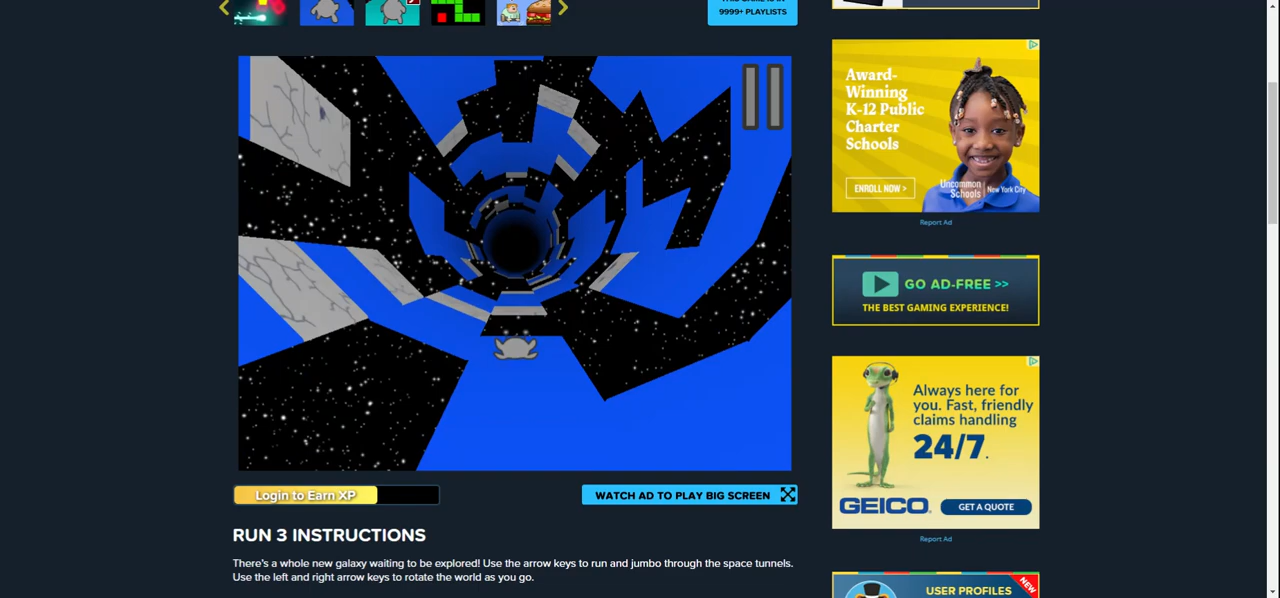 THIS GAME IS IN
9999+ PLAYLISTS
Award-
Winning
K-12 Public
Charter
Schools
ENROLL NOW >
Uncommon
Schools
New York
City
Report Ad
GO AD-FREE >>
THE BEST GAMING EXPERIENCE!
Always here for
you. Fast, friendly
claims handling
24/7.
GEICO
GET A QUOTE
Report Ad
Login to Earn XP
WATCH AD TO PLAY BIG SCREEN
RUN 3 INSTRUCTIONS
There's a whole new galaxy waiting to be explored! Use the arrow keys to run and jumbo through the space tunnels.
Use the left and right arrow keys to rotate the world as you go.
USER PROFILES
NEW